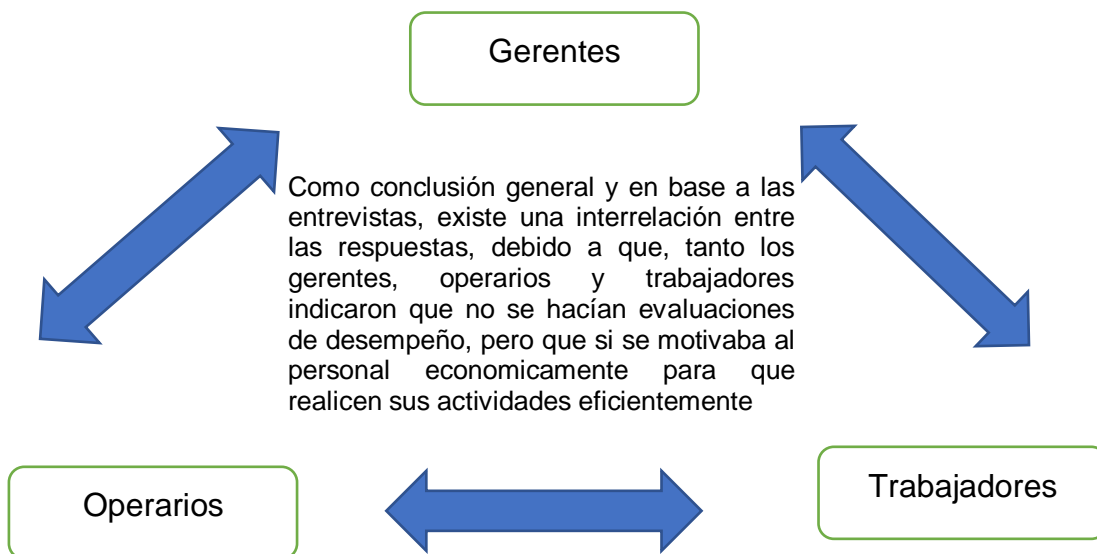 Gerentes
Como conclusión general y en base a las
entrevistas, existe una interrelación entre
las respuestas, debido a que, tanto los
gerentes, operarios y trabajadores
indicaron que no se hacían evaluaciones
de desempeño, pero que si se motivaba al
personal economicamente para que
realicen sus actividades eficientemente
Trabajadores
Operarios